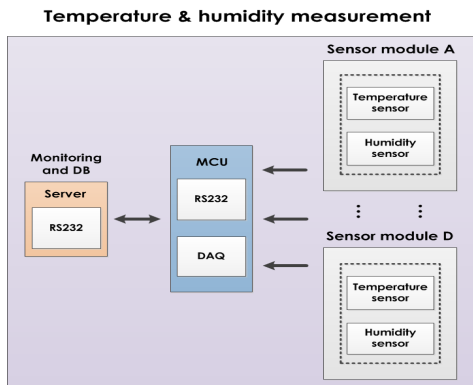 Temperature & humidity measurement
Sensor module A
Temperature
sensor
Humidity
sensor
Monitoring
and DB
Server
RS232
MCU
RS232
DAQ
Sensor module D
Temperature
sensor
Humidity
sensor